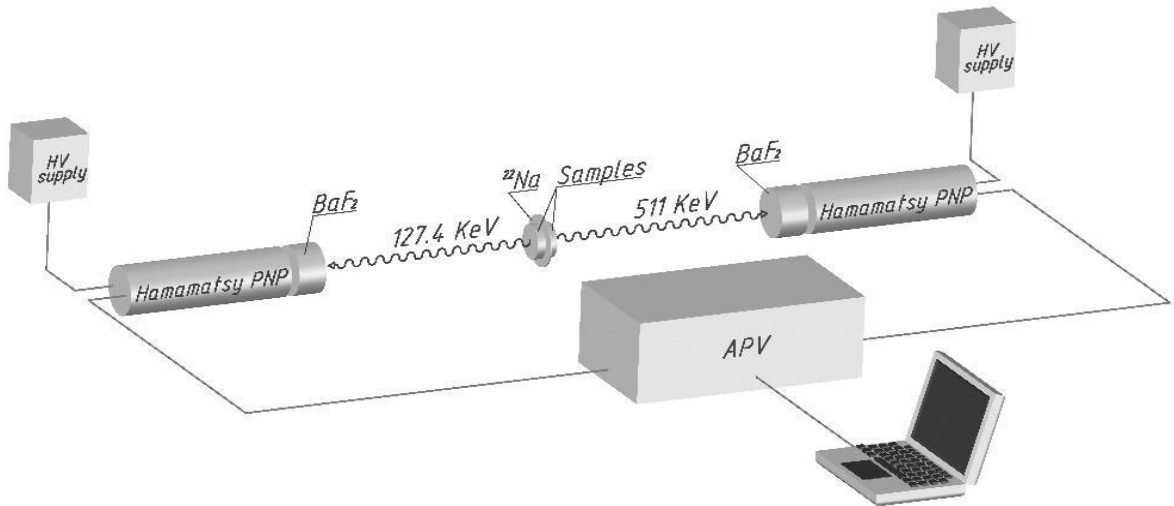 HV
supply
HV
supply
BaF₂
²²Na
Samples
BaF₂
127.4 KeV
511 KeV
Hamamatsy PNP
Hamamatsy PNP
APV